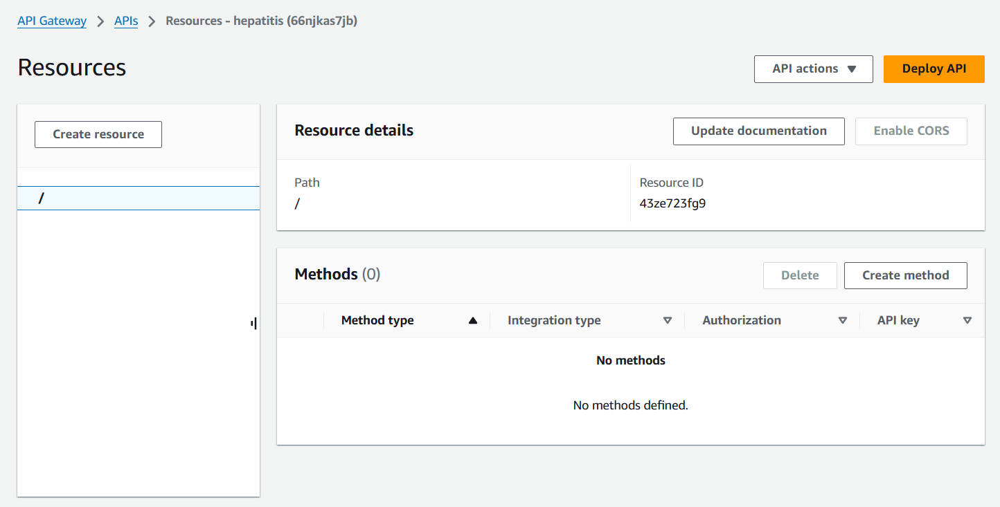 API Gateway > APIs > Resources - hepatitis (66njkas7jb)
Resources
API actions ▼
Deploy API
Create resource
/
Resource details
Update documentation
Enable CORS
Path
/
Resource ID
43ze723fg9
Methods (0)
Delete
Create method
Method type
Integration type
Authorization
API key
No methods
No methods defined.